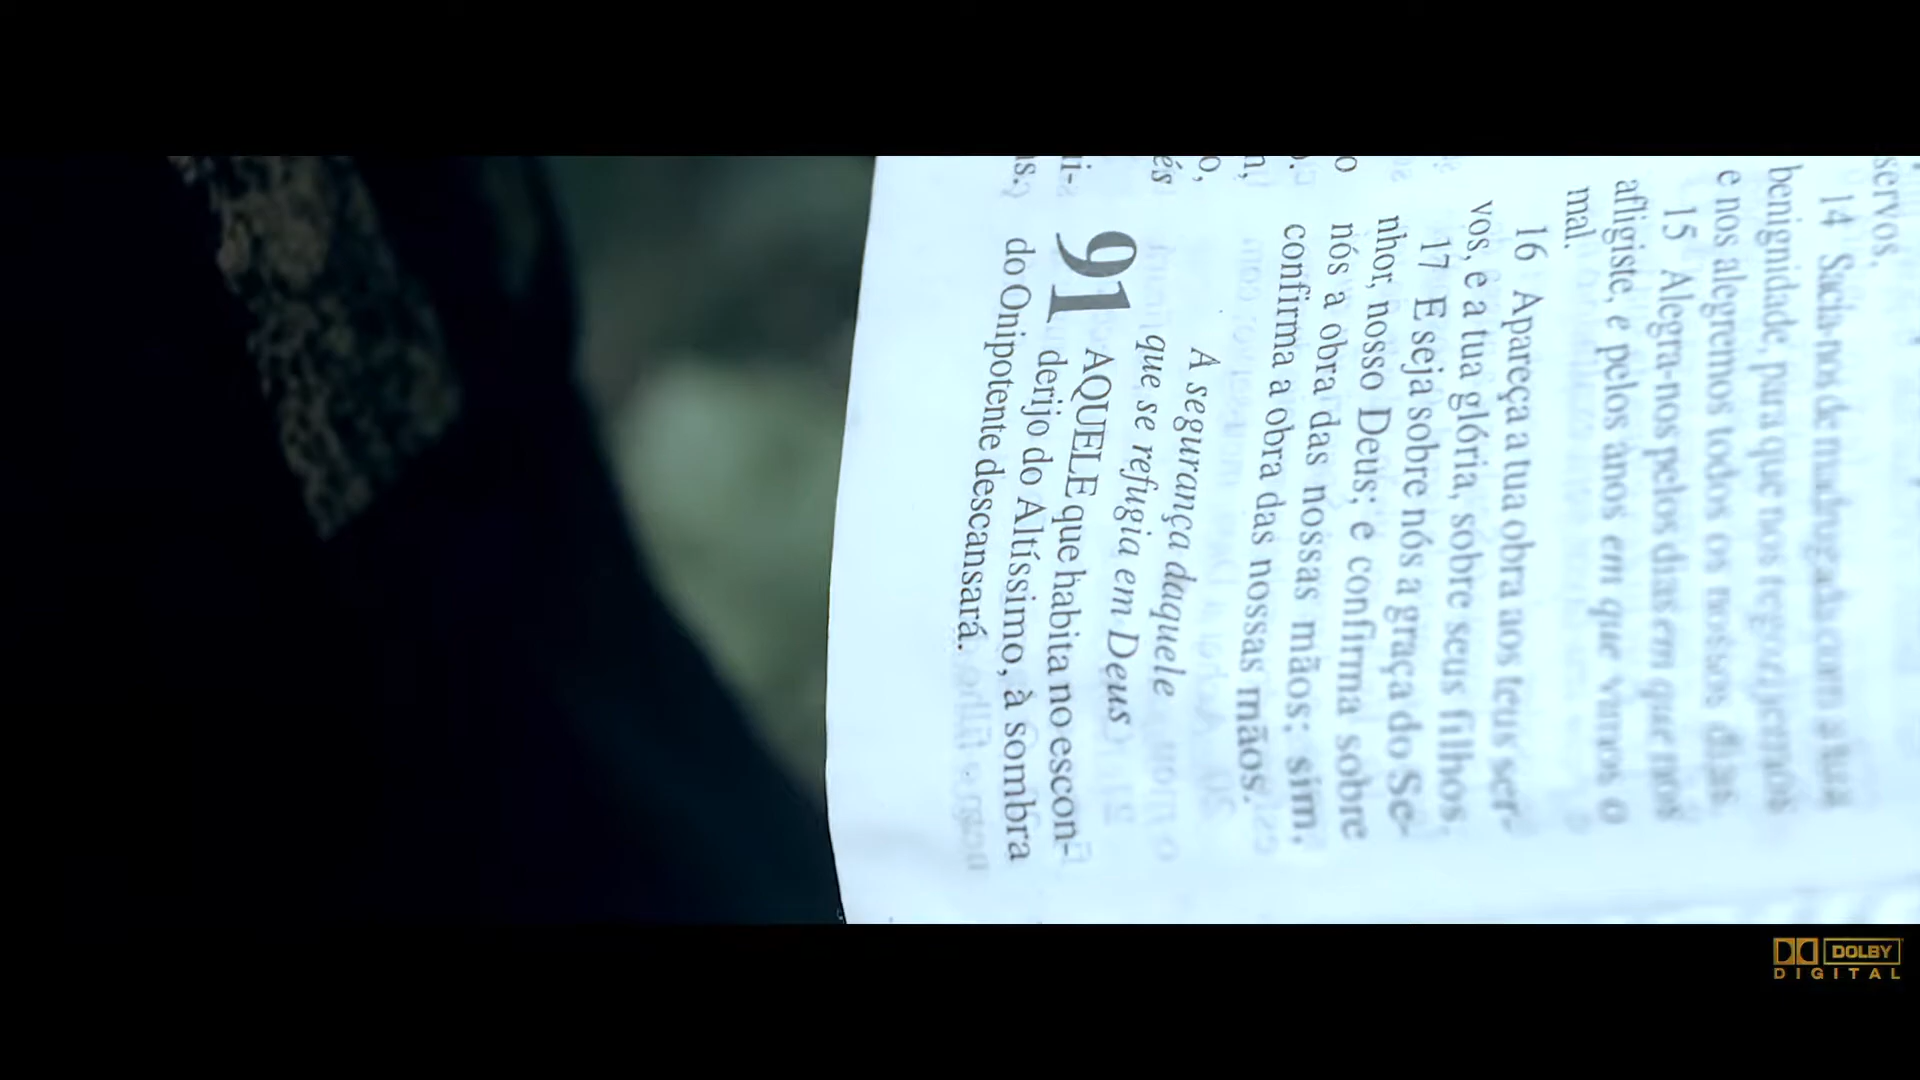 servos.
14 Sacia-nos de madrugada com a tua
benignidade, para que nos regozijemos
e nos alegremos todos os nossos dias
15 Alegra-nos pelos dias em que nos
afligiste, e pelos anos em que vimos o
mal.
16 Apareça a tua obra aos teus ser-
vos, e a tua glória, sobre seus filhos.
17 E seja sobre nós a graça do Se-
nhor, nosso Deus; e confirma sobre
nós a obra das nossas mãos; sim,
confirma a obra das nossas mãos.
A segurança daquele
que se refugia em Deus
91 AQUELE que habita no escon-
derijo do Altíssimo, à sombra
do Onipotente descansará.
DOLBY
DIGITAL